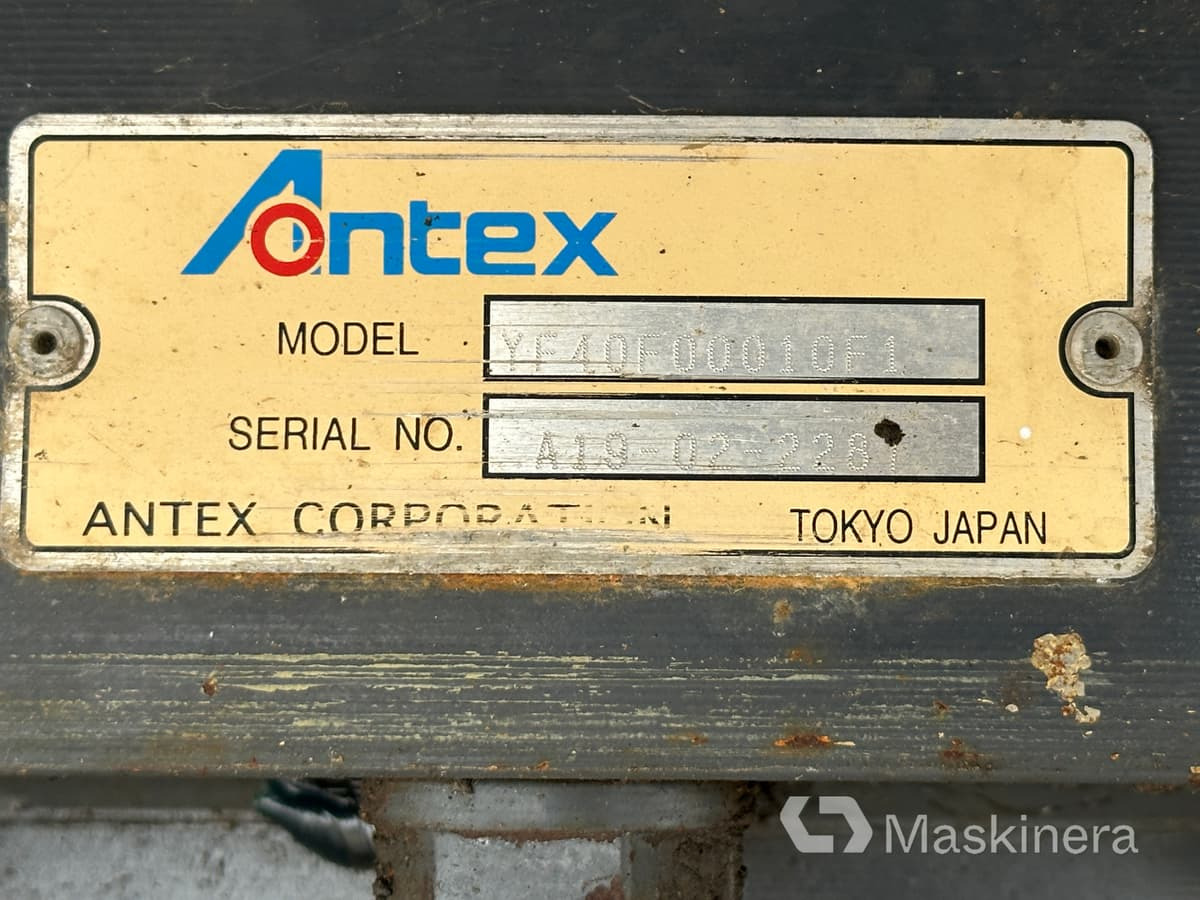 Antex
MODEL YF40F00010F1
SERIAL NO. A19-02-2281
ANTEX CORPORATION TOKYO JAPAN
Maskinera